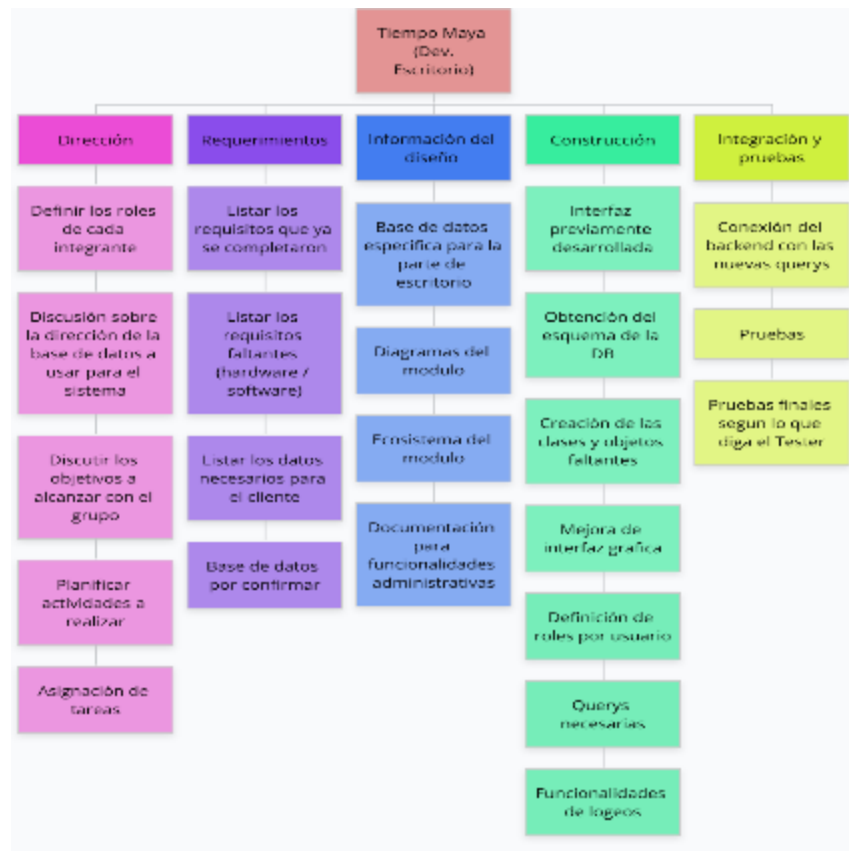 Tiempo Maya
(Dev.
Escritorio)
Dirección
Definir los roles
de cada
integrante
Discusión sobre
la dirección de la
base de datos a
usar para el
sistema
Discutir los
objetivos a
alcanzar con el
grupo
Planificar
actividades a
realizar
Asignación de
tareas
Requerimientos
Listar los
requisitos que ya
se completaron
Listar los
requisitos
faltantes
(hardware /
software)
Listar los datos
necesarios para
el cliente
Base de datos
por confirmar
Información del
diseño
Base de datos
especifica para la
parte de
escritorio
Diagramas del
modulo
Ecosistema del
modulo
Documentación
para
funcionalidades
administrativas
Construcción
Interfaz
previamente
desarrollada
Obtención del
esquema de la
DB
Creación de las
clases y objetos
faltantes
Mejora de
interfaz grafica
Definición de
roles por usuario
Querys
necesarias
Funcionalidades
de logeos
Integración y
pruebas
Conexión del
backend con las
nuevas querys
Pruebas
Pruebas finales
segun lo que
diga el Tester